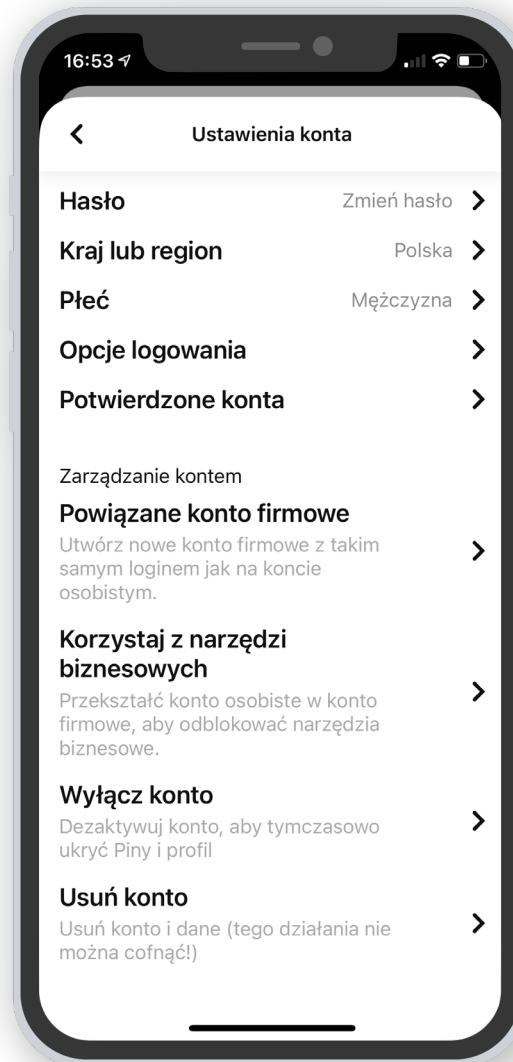 16:53
Ustawienia konta
Hasło Zmień hasło
Kraj lub region Polska
Płeć Mężczyzna
Opcje logowania
Potwierdzone konta
Zarządzanie kontem
Powiązane konto firmowe
Utwórz nowe konto firmowe z takim
samym loginem jak na koncie
osobistym.
Korzystaj z narzędzi
biznesowych
Przekształć konto osobiste w konto
firmowe, aby odblokować narzędzia
biznesowe.
Wyłącz konto
Dezaktywuj konto, aby tymczasowo
ukryć Piny i profil
Usuń konto
Usuń konto i dane (tego działania nie
można cofnąć!)